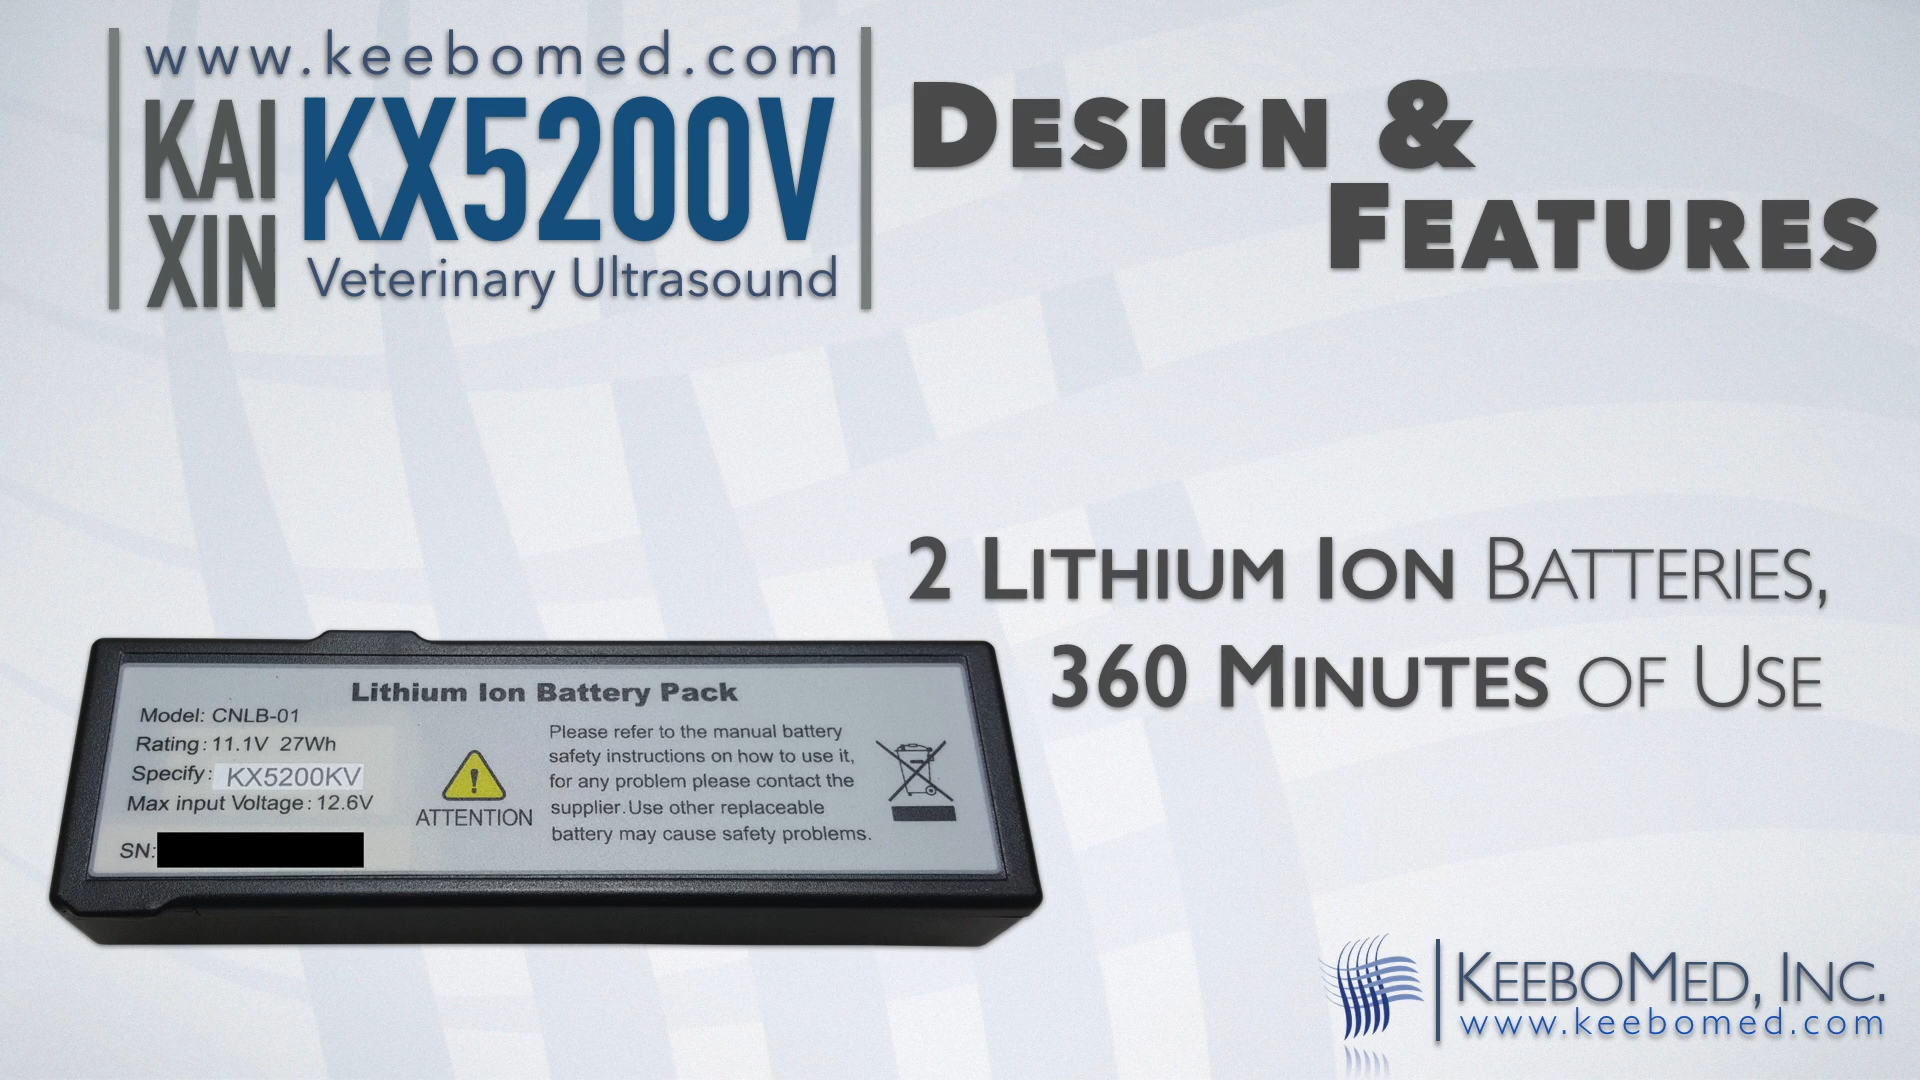 www.keebomed.com
KAI
XIN
KX5200V
Veterinary Ultrasound
DESIGN &
FEATURES
2 LITHIUM ION BATTERIES,
360 MINUTES OF USE
Lithium Ion Battery Pack
Model: CNLB-01
Rating: 11.1V 27Wh
Specify: KX5200KV
Max input Voltage: 12.6V
SN:
ATTENTION
Please refer to the manual battery
safety instructions on how to use it,
for any problem please contact the
supplier.Use other replaceable
battery may cause safety problems.
KEEBOMED, INC.
www.keebomed.com